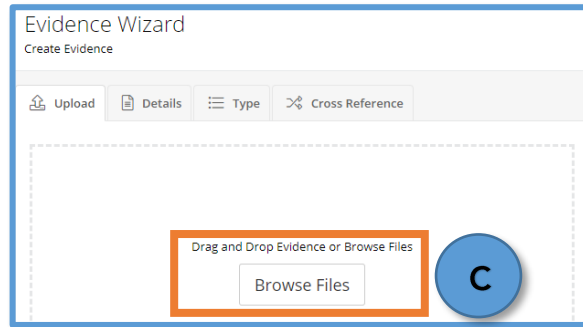 Evidence Wizard
Create Evidence
Upload Details Type Cross Reference
Drag and Drop Evidence or Browse Files
Browse Files
C